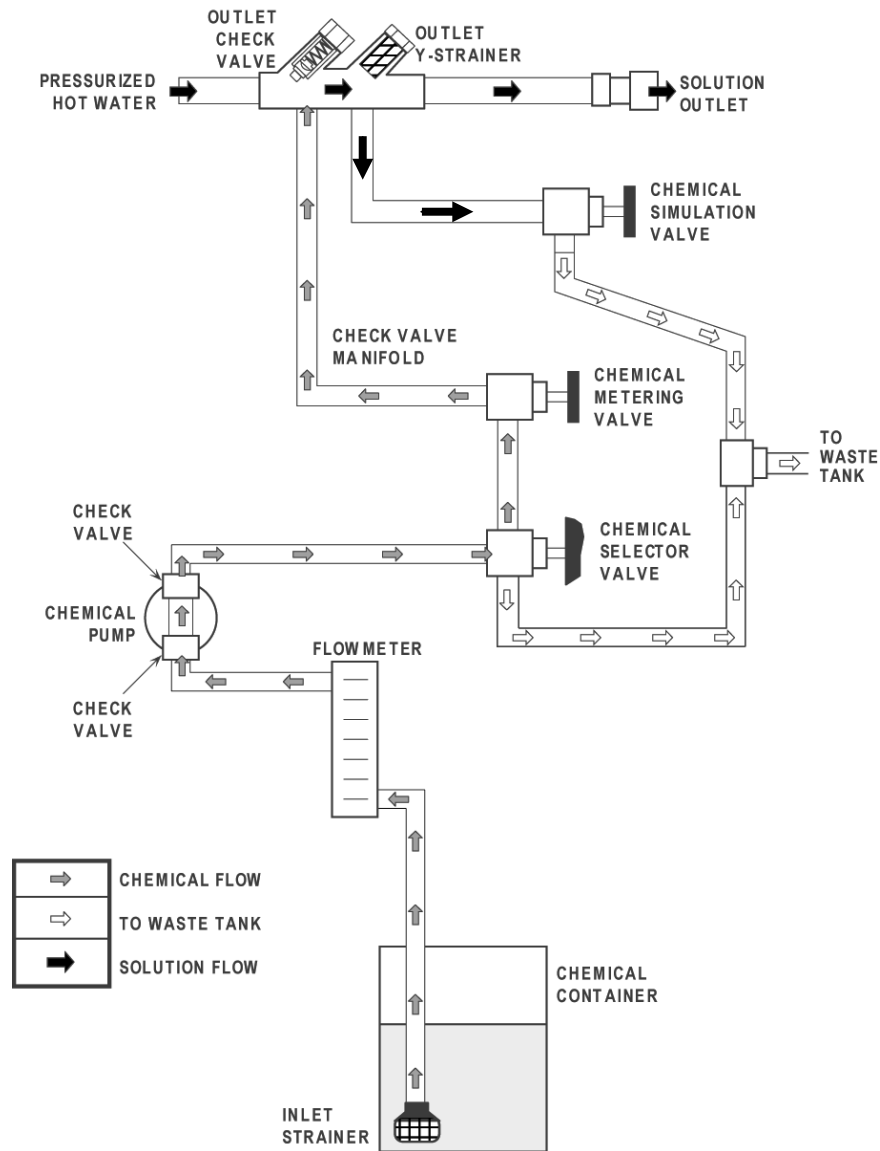 OUTLET
CHECK
VALVE
OUTLET
Y-STRAINER
PRESSURIZED
HOT WATER
SOLUTION
OUTLET
CHEMICAL
SIMULATION
VALVE
CHECK VALVE
MANIFOLD
CHEMICAL
METERING
VALVE
TO
WASTE
TANK
CHECK
VALVE
CHEMICAL
SELECTOR
VALVE
CHEMICAL
PUMP
FLOWMETER
CHECK
VALVE
CHEMICAL FLOW
TO WASTE TANK
SOLUTION FLOW
CHEMICAL
CONTAINER
INLET
STRAINER